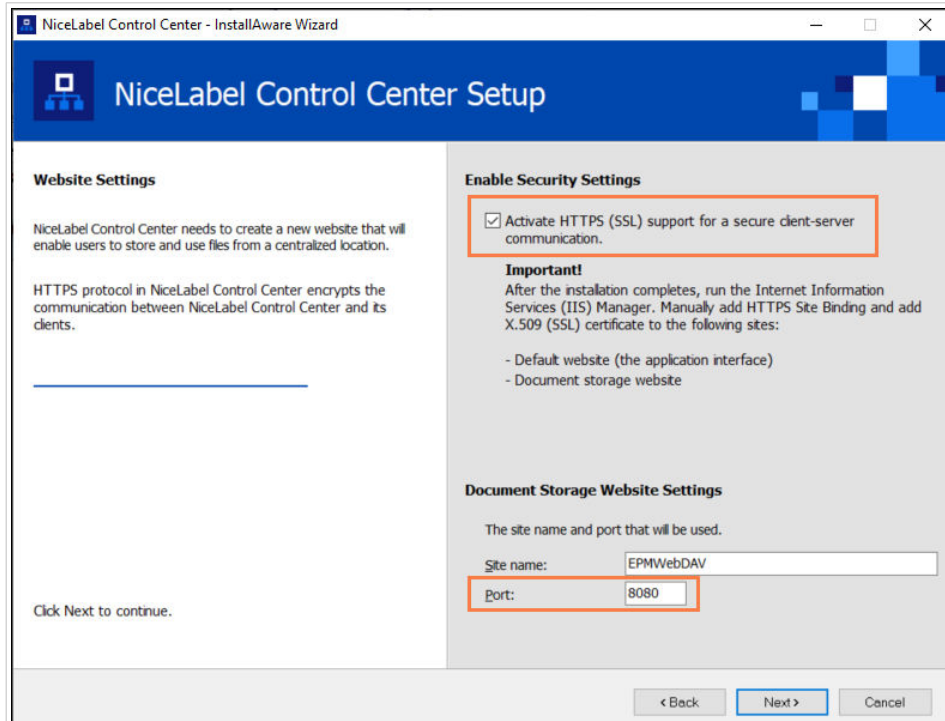 NiceLabel Control Center - InstallAware Wizard
NiceLabel Control Center Setup
Website Settings
NiceLabel Control Center needs to create a new website that will
enable users to store and use files from a centralized location.
HTTPS protocol in NiceLabel Control Center encrypts the
communication between NiceLabel Control Center and its
clients.
Click Next to continue.
Enable Security Settings
Activate HTTPS (SSL) support for a secure client-server
communication.
Important!
After the installation completes, run the Internet Information
Services (IIS) Manager. Manually add HTTPS Site Binding and add
X.509 (SSL) certificate to the following sites:
- Default website (the application interface)
- Document storage website
Document Storage Website Settings
The site name and port that will be used.
Site name: EPMWebDAV
Port: 8080
< Back Next > Cancel